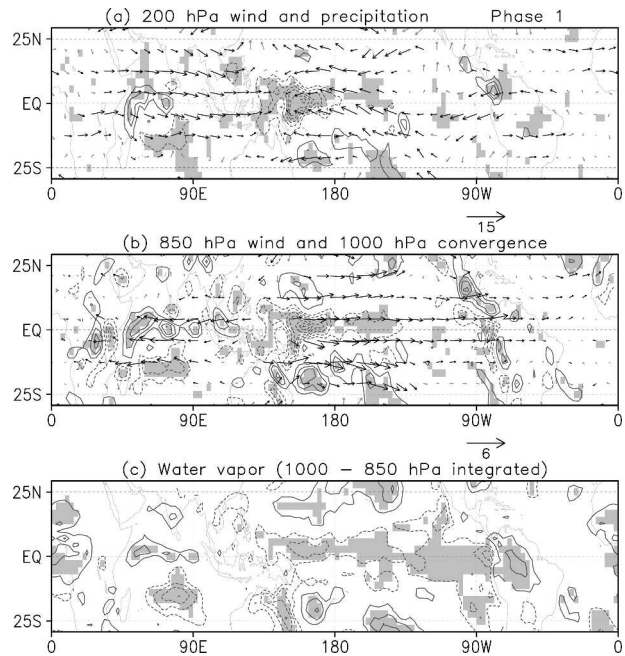 (a) 200 hPa wind and precipitation Phase 1
25N
EQ
25S
0 90E 180 90W 0
15
(b) 850 hPa wind and 1000 hPa convergence
25N
EQ
25S
0 90E 180 90W 0
6
(c) Water vapor (1000 – 850 hPa integrated)
25N
EQ
25S
0 90E 180 90W 0